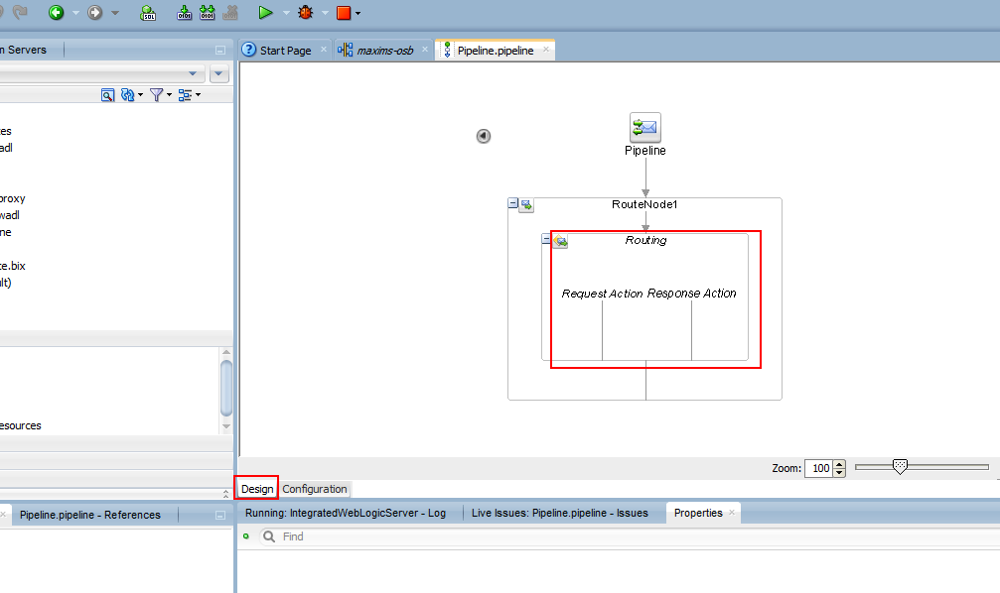 SQL
n Servers
Start Page
maxims-osb
Pipeline.pipeline
es
adl
proxy
wadl
ne
te.bix
lt)
esources
Pipeline
RouteNode1
Routing
Request Action Response Action
Zoom: 100
Design Configuration
Pipeline.pipeline - References
Running: IntegratedWebLogicServer - Log
Live Issues: Pipeline.pipeline - Issues
Properties
Find